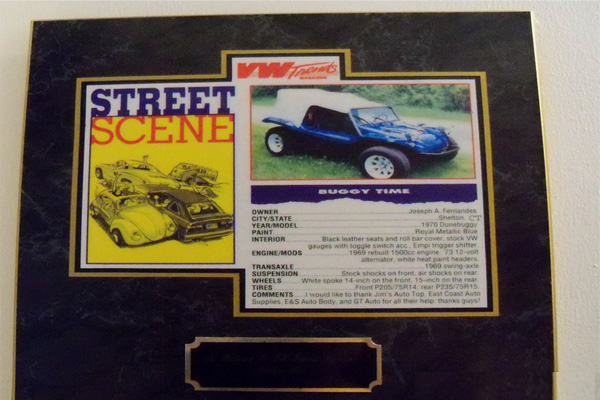 VW Trends
MAGAZINE
STREET
SCENE
BUGGY TIME
OWNER Joseph A. Fernandes
CITY/STATE Shelton, CT
YEAR/MODEL 1970 Dunebuggy
PAINT Royal Metallic Blue
INTERIOR Black leather seats and roll bar cover, stock VW
gauges with toggle switch acc., Empi trigger shifter.
ENGINE/MODS 1969 rebuilt 1500cc engine, '73 12-volt
alternator, white heat paint headers.
TRANSAXLE 1969 swing-axle
SUSPENSION Stock shocks on front, air shocks on rear.
WHEELS White spoke 14-inch on the front, 15-inch on the rear.
TIRES Front P205/75R14; rear P235/75R15.
COMMENTS I would like to thank Jim's Auto Top, East Coast Auto
Supplies, E&S Auto Body, and GT Auto for all their help; thanks guys!